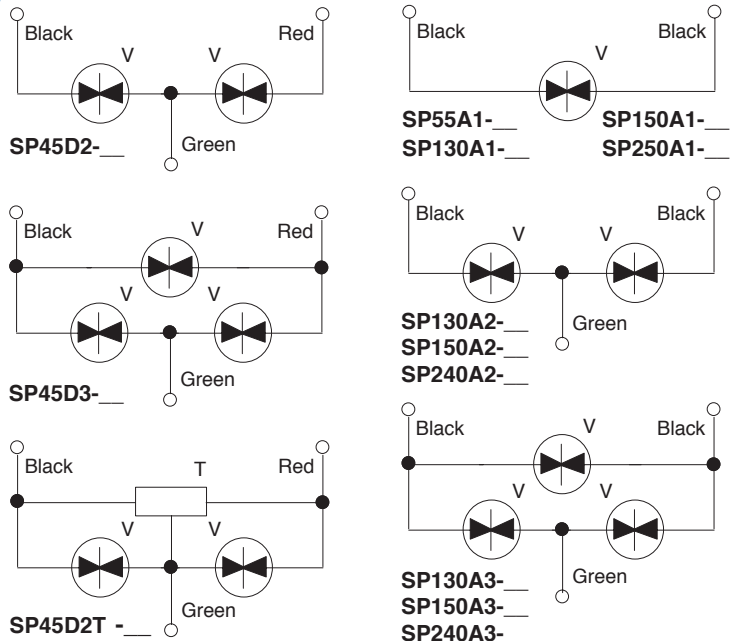 Black Red
V V
Green
SP45D2-__
Black Red
V
V V
Green
SP45D3-__
Black T Red
V V
Green
SP45D2T -__
Black Black
V
SP55A1-__ SP150A1-__
SP130A1-__ SP250A1-__
Black Black
V V
SP130A2-__
Green
SP150A2-__
SP240A2-__
Black Black
V
V V
SP130A3-__
Green
SP150A3-__
SP240A3-